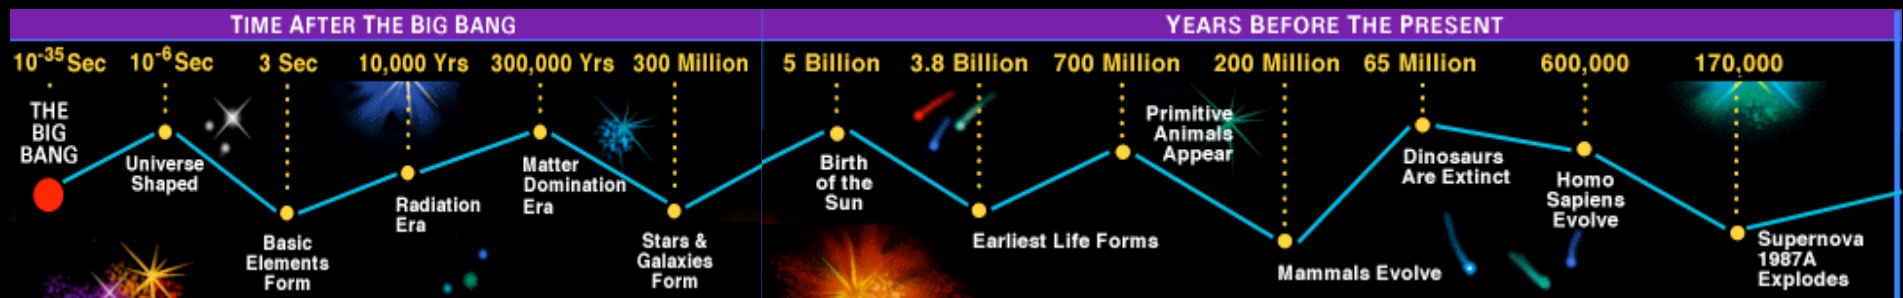 TIME AFTER THE BIG BANG
YEARS BEFORE THE PRESENT
10-35 Sec
10-6 Sec
3 Sec
10,000 Yrs
300,000 Yrs
300 Million
5 Billion
3.8 Billion
700 Million
200 Million
65 Million
600,000
170,000
THE
BIG
BANG
Universe
Shaped
Basic
Elements
Form
Radiation
Era
Matter
Domination
Era
Stars &
Galaxies
Form
Birth
of the
Sun
Earliest Life Forms
Primitive
Animals
Appear
Mammals Evolve
Dinosaurs
Are Extinct
Homo
Sapiens
Evolve
Supernova
1987A
Explodes